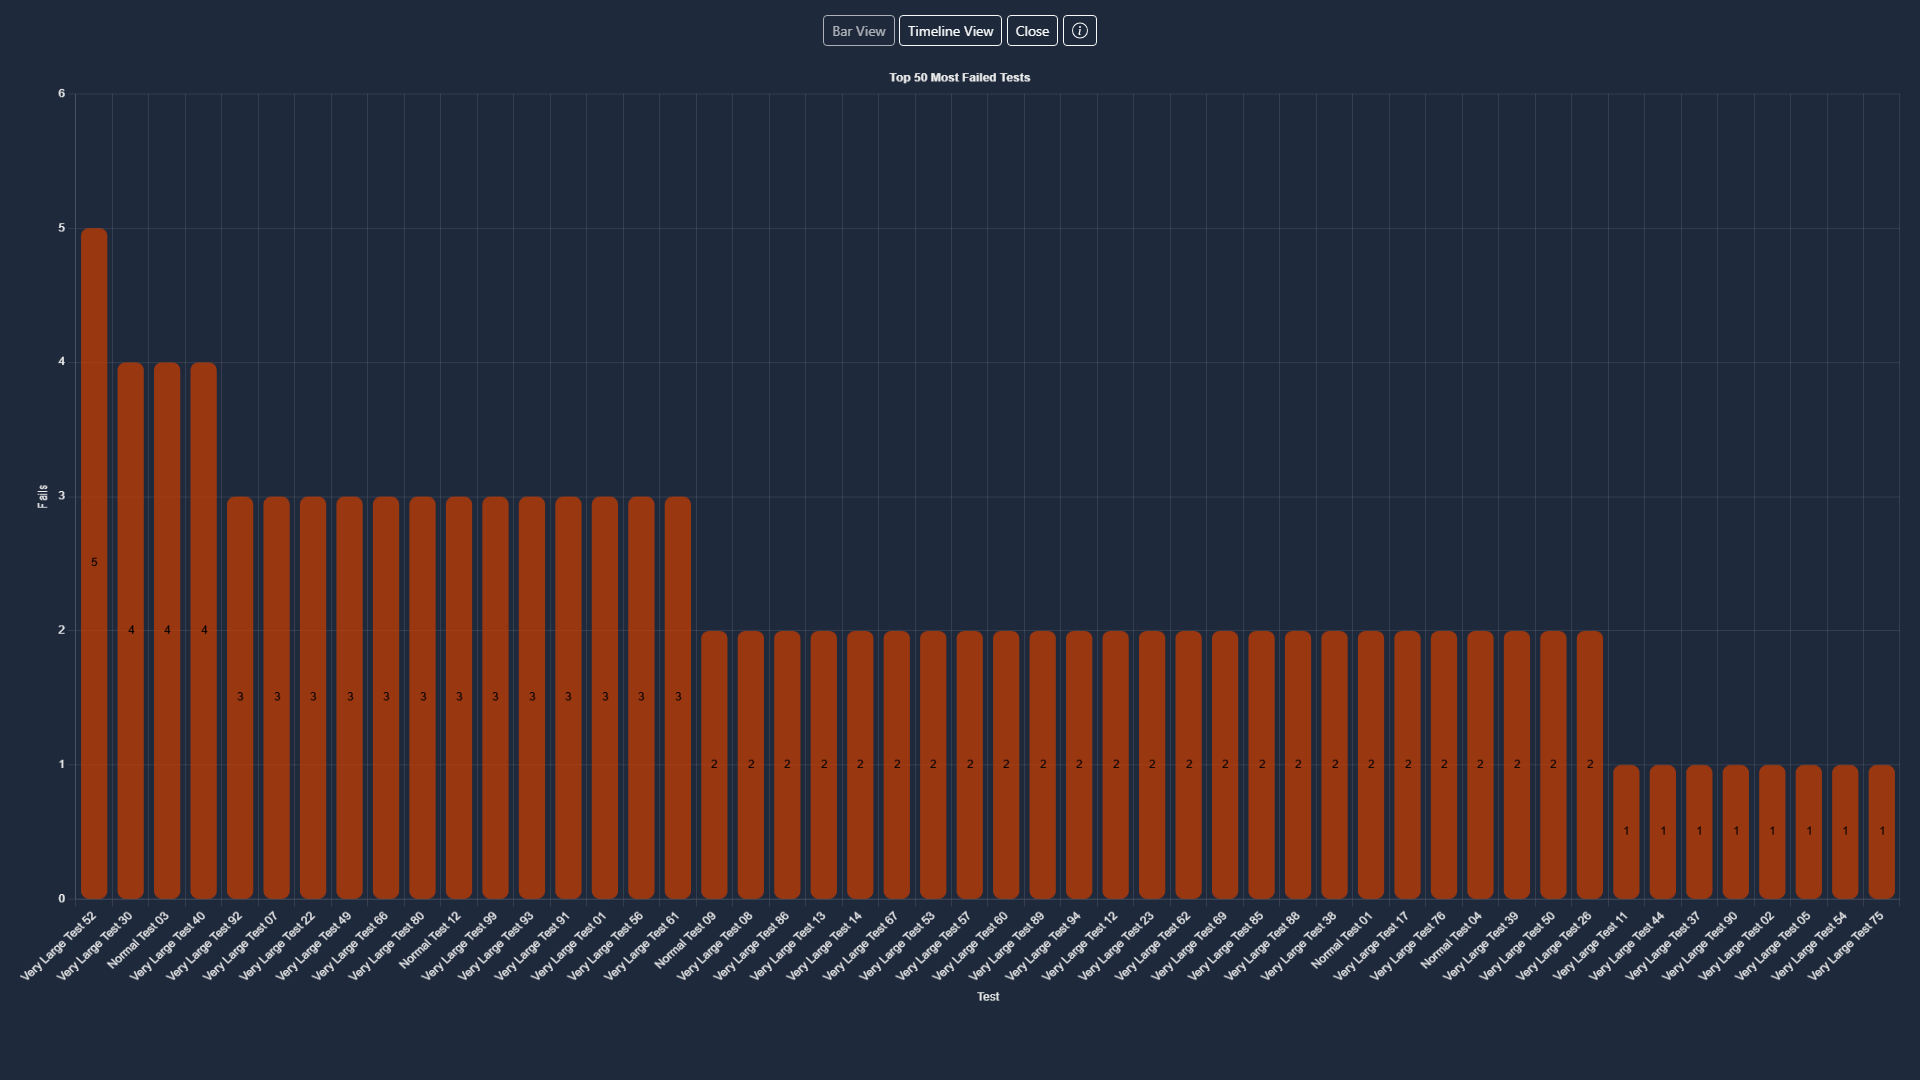 Bar View Timeline View Close
Top 50 Most Failed Tests
6
5
4
3
2
1
0
Fails
5 4 4 4 3 3 3 3 3 3 3 3 3 3 3 3 3 2 2 2 2 2 2 2 2 2 2 2 2 2 2 2 2 2 2 2 2 2 2 2 2 2 1 1 1 1 1 1 1 1
Very Large Test 52
Very Large Test 30
Normal Test 03
Very Large Test 40
Very Large Test 92
Very Large Test 07
Very Large Test 22
Very Large Test 49
Very Large Test 66
Very Large Test 80
Normal Test 12
Very Large Test 99
Very Large Test 93
Very Large Test 91
Very Large Test 01
Very Large Test 56
Very Large Test 61
Normal Test 09
Very Large Test 08
Very Large Test 86
Very Large Test 13
Very Large Test 14
Very Large Test 67
Very Large Test 53
Very Large Test 57
Very Large Test 60
Very Large Test 89
Very Large Test 94
Very Large Test 12
Very Large Test 23
Very Large Test 62
Very Large Test 69
Very Large Test 85
Very Large Test 88
Very Large Test 38
Normal Test 01
Very Large Test 17
Very Large Test 76
Normal Test 04
Very Large Test 39
Very Large Test 50
Very Large Test 26
Very Large Test 11
Very Large Test 44
Very Large Test 37
Very Large Test 90
Very Large Test 02
Very Large Test 05
Very Large Test 54
Very Large Test 75
Test